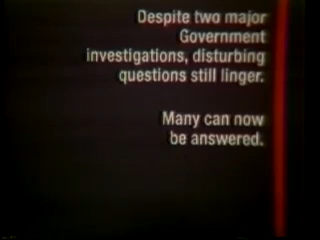 Despite two major
Government
investigations, disturbing
questions still linger.
Many can now
be answered.